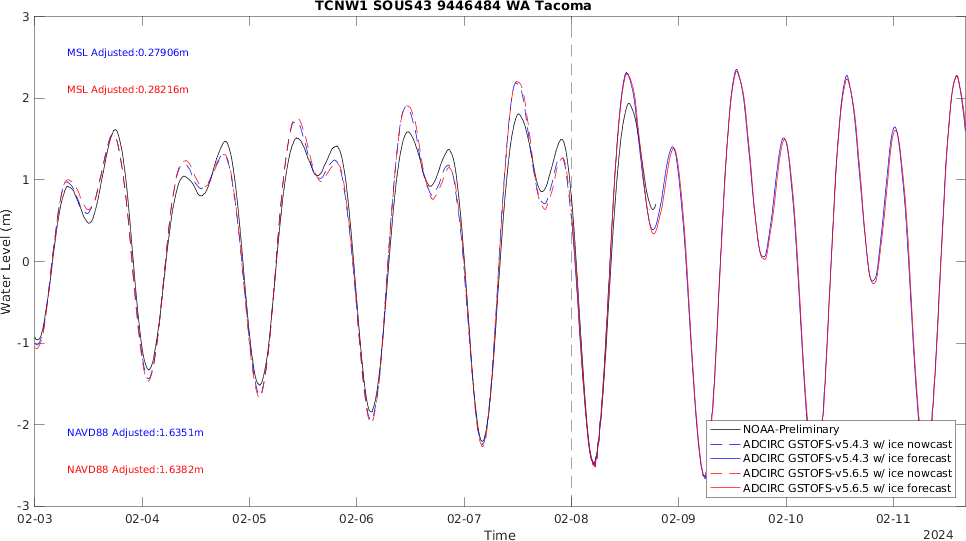 TCNW1 SOUS43 9446484 WA Tacoma
3
2
1
0
-1
-2
-3
Water Level (m)
MSL Adjusted:0.27906m
MSL Adjusted:0.28216m
NAVD88 Adjusted:1.6351m
NAVD88 Adjusted:1.6382m
NOAA-Preliminary
ADCIRC GSTOFS-v5.4.3 w/ ice nowcast
ADCIRC GSTOFS-v5.4.3 w/ ice forecast
ADCIRC GSTOFS-v5.6.5 w/ ice nowcast
ADCIRC GSTOFS-v5.6.5 w/ ice forecast
02-03 02-04 02-05 02-06 02-07 02-08 02-09 02-10 02-11
Time
2024